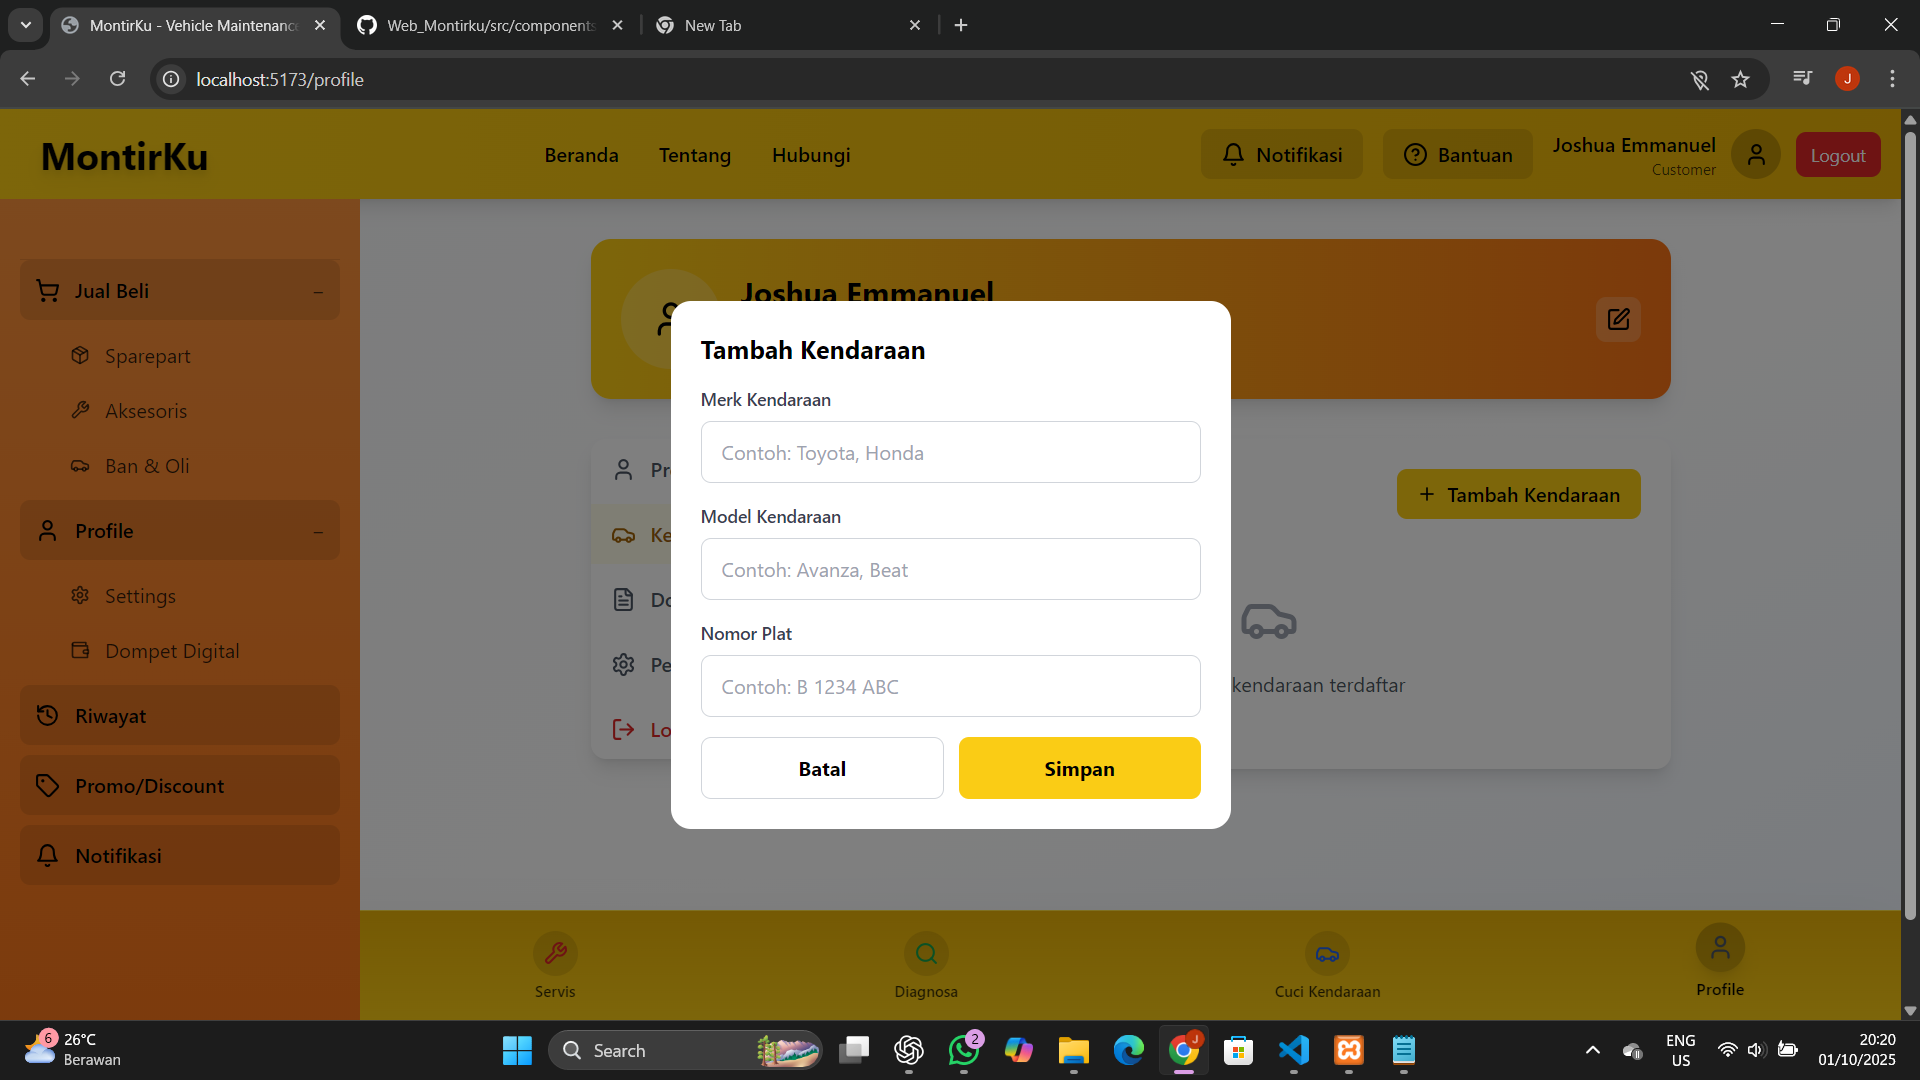 MontirKu - Vehicle Maintenance
Web_Montirku/src/components
New Tab
localhost:5173/profile
J
MontirKu
Beranda
Tentang
Hubungi
Notifikasi
Bantuan
Joshua Emmanuel
Customer
Logout
Jual Beli
Sparepart
Aksesoris
Ban & Oli
Profile
Settings
Dompet Digital
Riwayat
Promo/Discount
Notifikasi
Joshua Emmanuel
Pr
Ke
Do
Pe
Lo
Tambah Kendaraan
kendaraan terdaftar
Tambah Kendaraan
Merk Kendaraan
Contoh: Toyota, Honda
Model Kendaraan
Contoh: Avanza, Beat
Nomor Plat
Contoh: B 1234 ABC
Batal
Simpan
Servis
Diagnosa
Cuci Kendaraan
Profile
6
26°C
Berawan
Search
2
J
ENG
US
20:20
01/10/2025